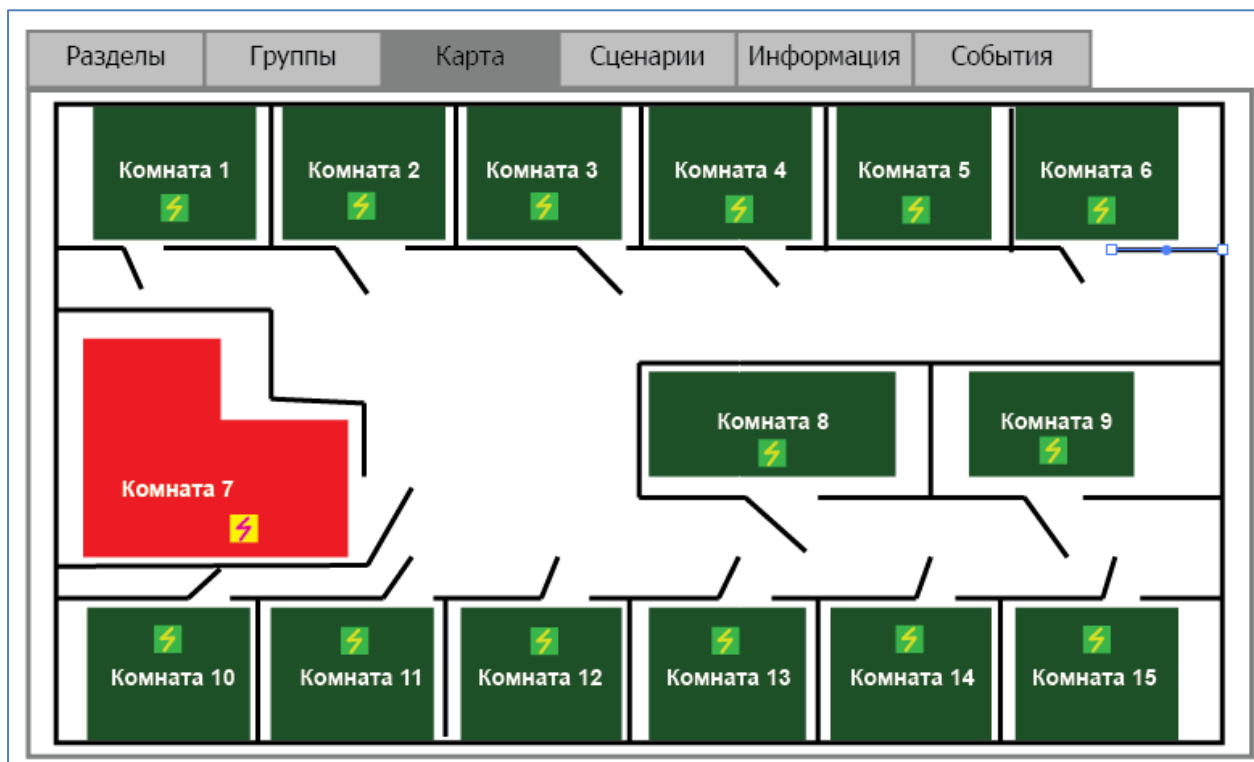 Разделы Группы Карта Сценарии Информация События
Комната 1 Комната 2 Комната 3 Комната 4 Комната 5 Комната 6
Комната 8 Комната 9
Комната 7
Комната 10 Комната 11 Комната 12 Комната 13 Комната 14 Комната 15